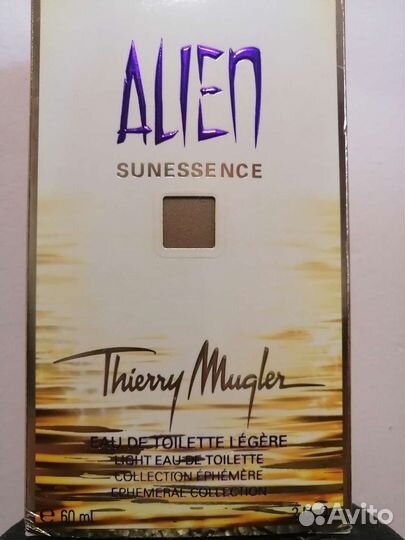 ALIEN
SUNESSENCE
Thierry Mugler
EAU DE TOILETTE LÉGÈRE
LIGHT EAU DE TOILETTE
COLLECTION ÉPHÉMÈRE
EPHEMERAL COLLECTION
e 60 ml
Avito